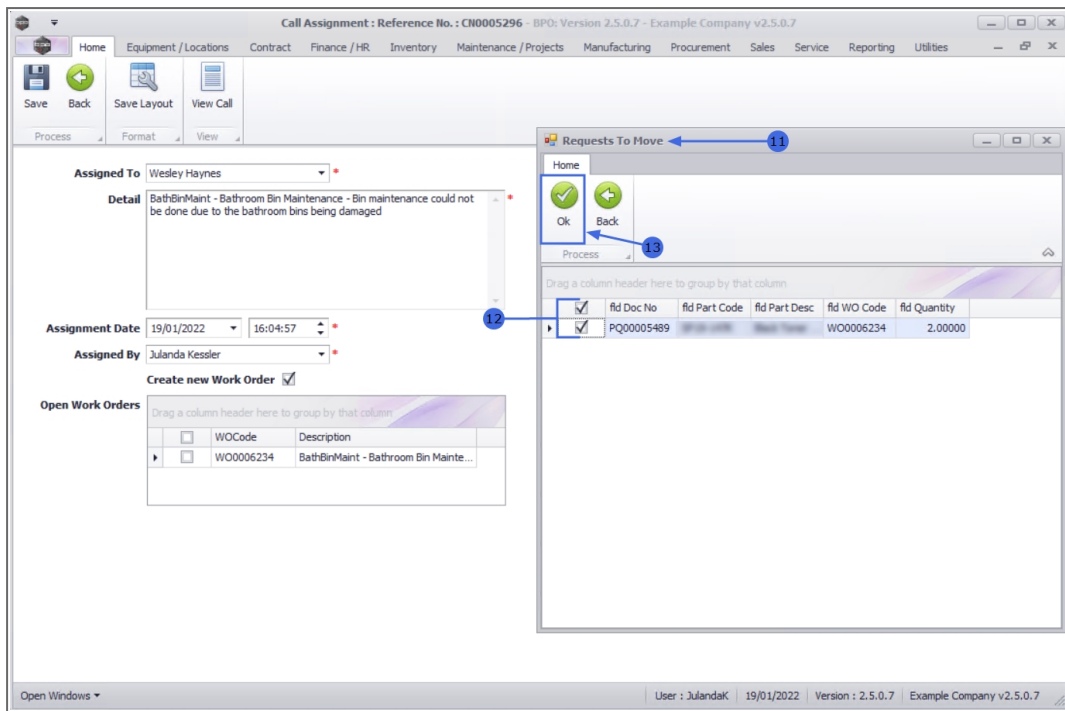 Call Assignment : Reference No. : CN0005296 - BPO: Version 2.5.0.7 - Example Company v2.5.0.7
Home Equipment / Locations Contract Finance / HR Inventory Maintenance / Projects Manufacturing Procurement Sales Service Reporting Utilities
Save Back Save Layout View Call
Process Format View
Assigned To Wesley Haynes *
Detail BathBinMaint - Bathroom Bin Maintenance - Bin maintenance could not *
be done due to the bathroom bins being damaged
Assignment Date 19/01/2022 16:04:57 *
Assigned By Julanda Kessler *
Create new Work Order
Open Work Orders
Drag a column header here to group by that column
WOCode Description
WO0006234 BathBinMaint - Bathroom Bin Mainte...
Requests To Move 11
Home
Ok Back
13
Process
Drag a column header here to group by that column
12
fld Doc No fld Part Code fld Part Desc fld WO Code fld Quantity
PQ00005489 WO0006234 2.00000
Open Windows User : JulandaK 19/01/2022 Version : 2.5.0.7 Example Company v2.5.0.7